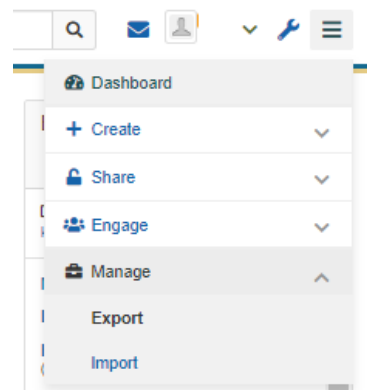 Dashboard
Create
Share
Engage
Manage
Export
Import